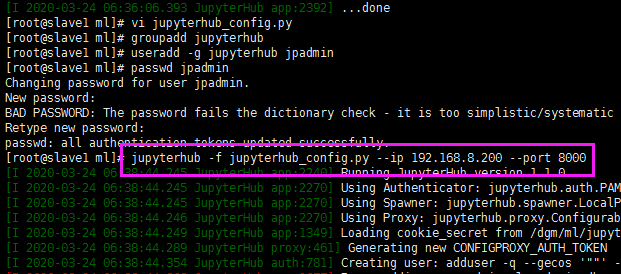 [I 2020-03-24 06:36:06.393 JupyterHub app:2392] ...done
[root@slave1 ml]# vi jupyterhub_config.py
[root@slave1 ml]# groupadd jupyterhub
[root@slave1 ml]# useradd -g jupyterhub jpadmin
[root@slave1 ml]# passwd jpadmin
Changing password for user jpadmin.
New password:
BAD PASSWORD: The password fails the dictionary check - it is too simplistic/systematic
Retype new password:
passwd: all authentication tokens updated successfully.
[root@slave1 ml]# jupyterhub -f jupyterhub_config.py --ip 192.168.8.200 --port 8000
[I 2020-03-24 06:38:44.245 JupyterHub app:2240] Running JupyterHub version 1.1.0
[I 2020-03-24 06:38:44.245 JupyterHub app:2270] Using Authenticator: jupyterhub.auth.PAM
[I 2020-03-24 06:38:44.245 JupyterHub app:2270] Using Spawner: jupyterhub.spawner.LocalP
[I 2020-03-24 06:38:44.246 JupyterHub app:2270] Using Proxy: jupyterhub.proxy.Configurab
[I 2020-03-24 06:38:44.249 JupyterHub app:1349] Loading cookie_secret from /dgm/ml/jupyt
[I 2020-03-24 06:38:44.289 JupyterHub proxy:461] Generating new CONFIGPROXY_AUTH_TOKEN
[I 2020-03-24 06:38:44.354 JupyterHub auth:781] Creating user: adduser -q --gecos '""' -